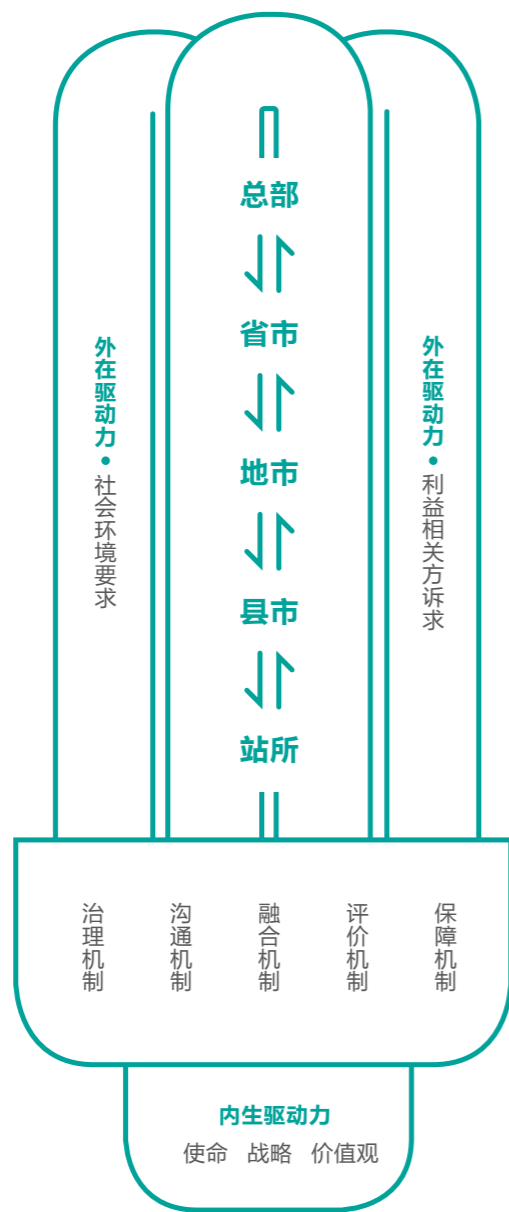 总部
省市
地市
县市
站所
外在驱动力•社会环境要求
外在驱动力•利益相关方诉求
治理机制
沟通机制
融合机制
评价机制
保障机制
内生驱动力
使命 战略 价值观